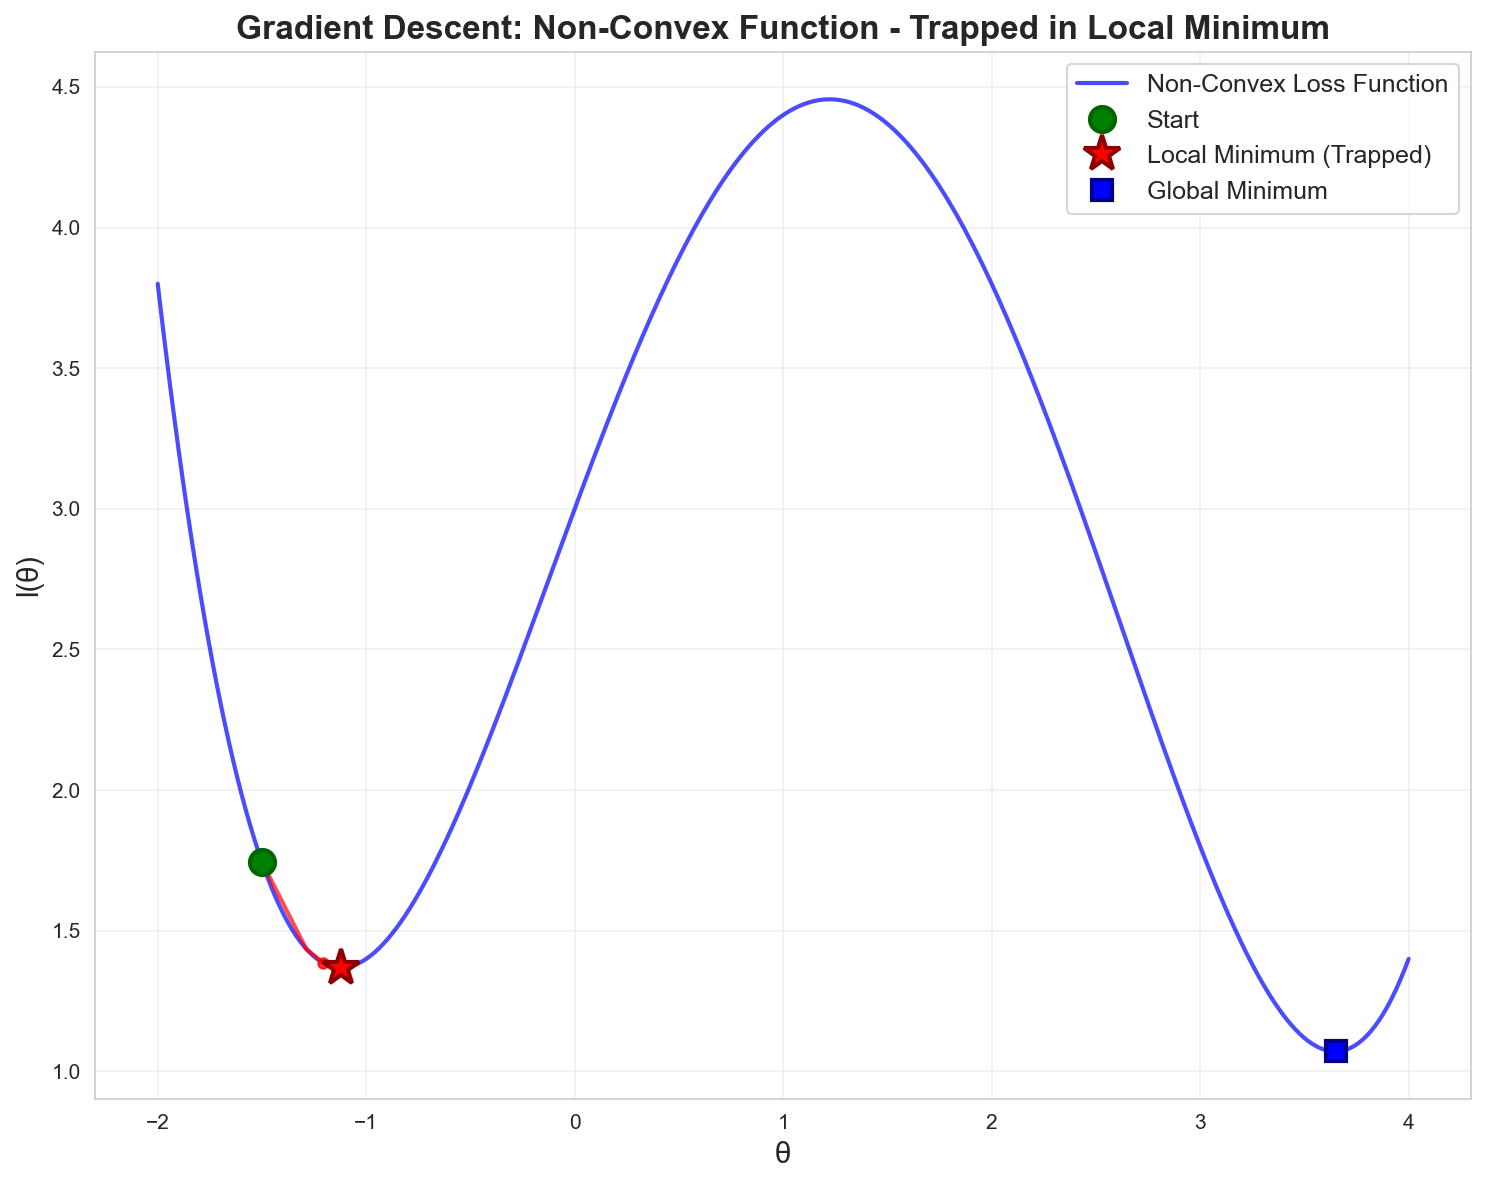 Gradient Descent: Non-Convex Function - Trapped in Local Minimum
Non-Convex Loss Function
Start
Local Minimum (Trapped)
Global Minimum
4.5
4.0
3.5
3.0
2.5
2.0
1.5
1.0
l(θ)
−2
−1
0
1
2
3
4
θ